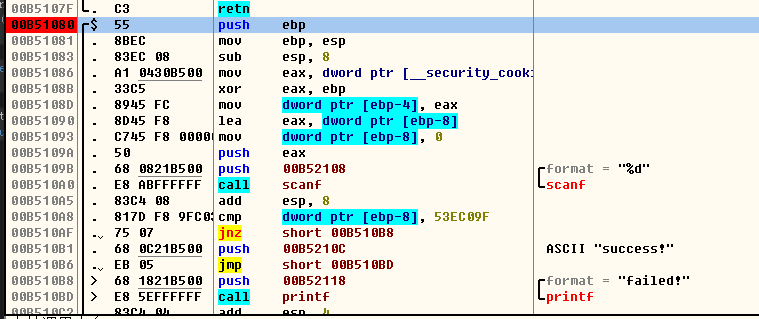 00B5107F . C3 retn
00B51080 $ 55 push ebp
00B51081 . 8BEC mov ebp, esp
00B51083 . 83EC 08 sub esp, 8
00B51086 . A1 0430B500 mov eax, dword ptr [__security_cooki
00B5108B . 33C5 xor eax, ebp
00B5108D . 8945 FC mov dword ptr [ebp-4], eax
00B51090 . 8D45 F8 lea eax, dword ptr [ebp-8]
00B51093 . C745 F8 0000 mov dword ptr [ebp-8], 0
00B5109A . 50 push eax
00B5109B . 68 0821B500 push 00B52108 format = "%d"
00B510A0 . E8 ABFFFFFF call scanf scanf
00B510A5 . 83C4 08 add esp, 8
00B510A8 . 817D F8 9FC03 cmp dword ptr [ebp-8], 53EC09F
00B510AF . 75 07 jnz short 00B510B8
00B510B1 . 68 0C21B500 push 00B5210C ASCII "success!"
00B510B6 . EB 05 jmp short 00B510BD
00B510B8 > 68 1821B500 push 00B52118 format = "failed!"
00B510BD > E8 5EFFFFFF call printf printf
00B510C2 . 83C4 04 add esp, 4